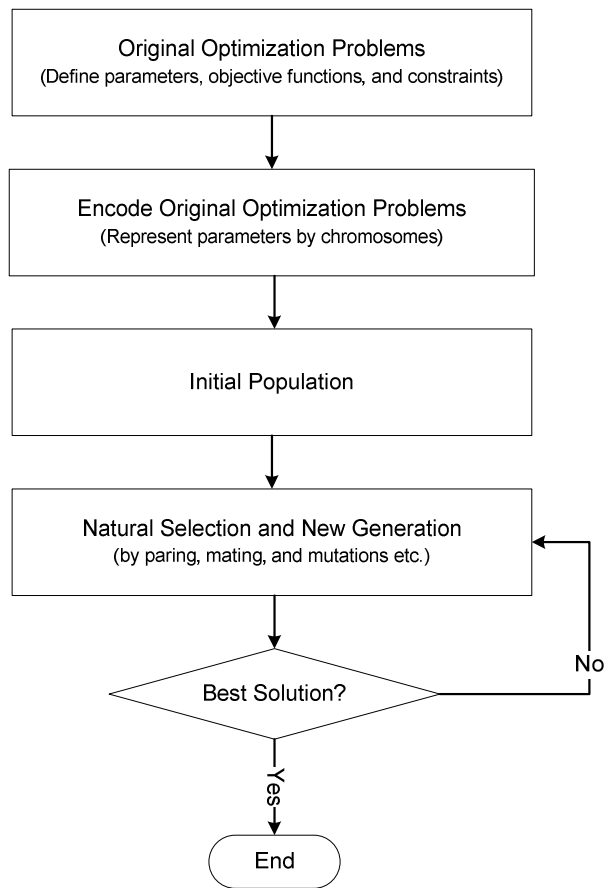 Original Optimization Problems
(Define parameters, objective functions, and constraints)
Encode Original Optimization Problems
(Represent parameters by chromosomes)
Initial Population
Natural Selection and New Generation
(by paring, mating, and mutations etc.)
No
Best Solution?
Yes
End